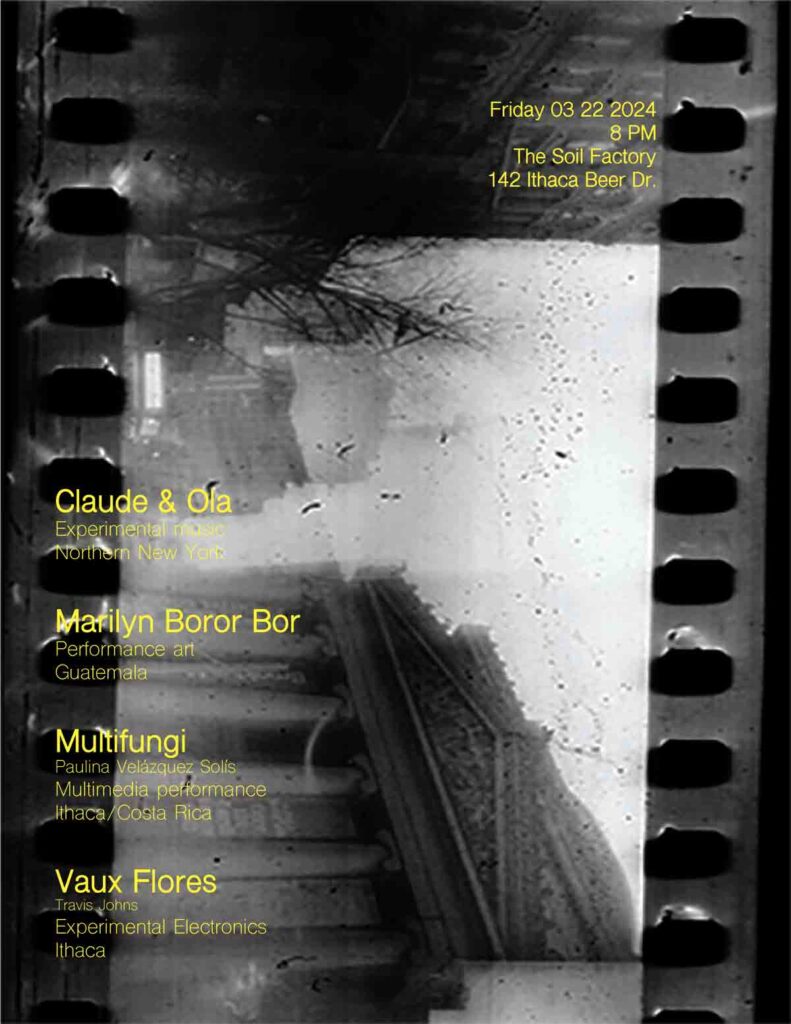 Friday 03 22 2024
8 PM
The Soil Factory
142 Ithaca Beer Dr.
Claude & Ola
Experimental music
Northern New York
Marilyn Boror Bor
Performance art
Guatemala
Multifungi
Paulina Velázquez Solís
Multimedia performance
Ithaca/Costa Rica
Vaux Flores
Travis Johns
Experimental Electronics
Ithaca